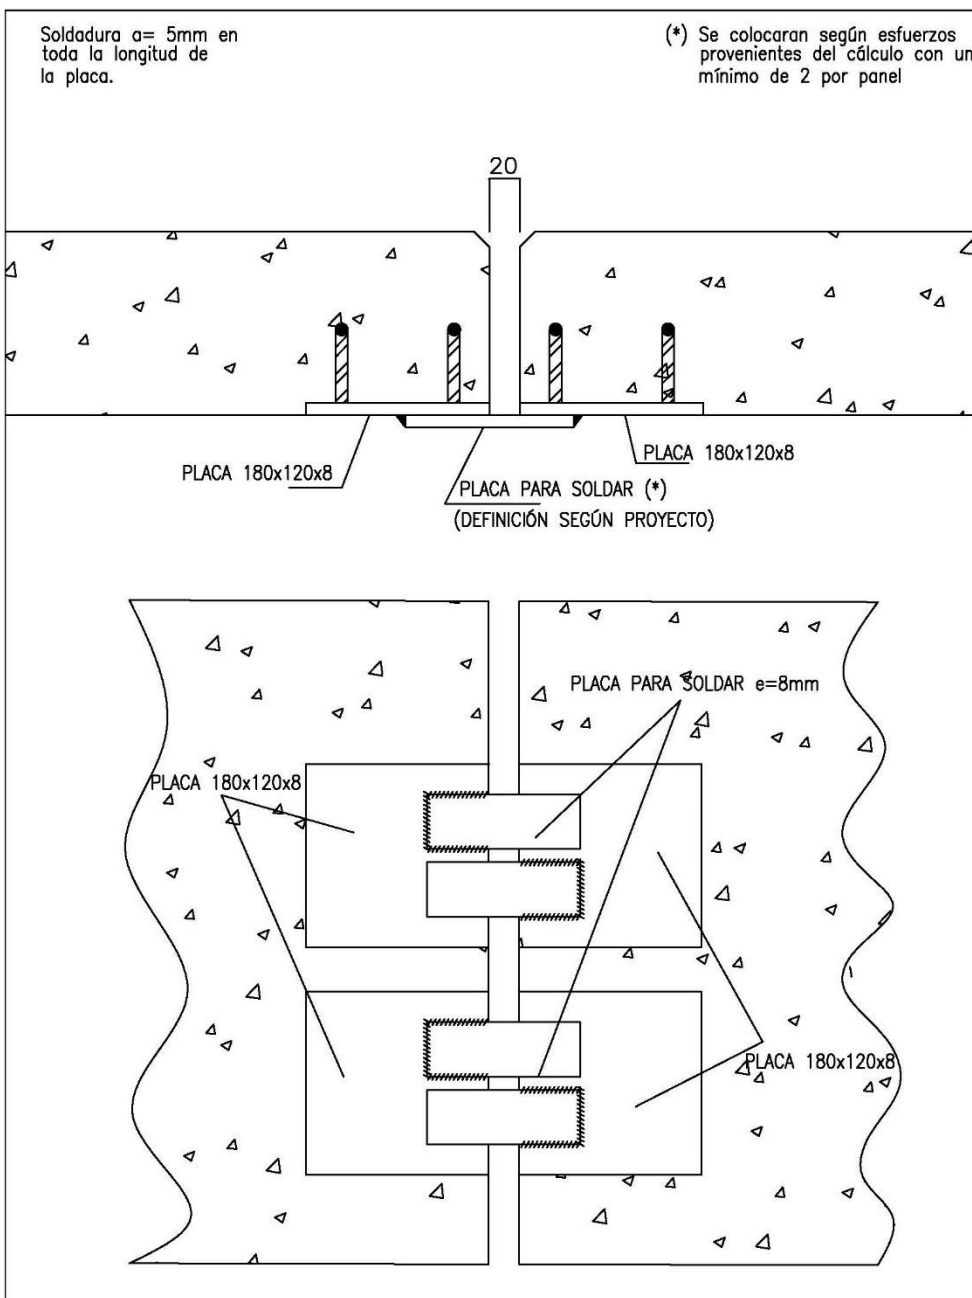 Soldadura a= 5mm en
toda la longitud de
la placa.
(*) Se colocaran según esfuerzos
provenientes del cálculo con un
mínimo de 2 por panel
20
PLACA 180x120x8
PLACA 180x120x8
PLACA PARA SOLDAR (*)
(DEFINICIÓN SEGÚN PROYECTO)
PLACA PARA SOLDAR e=8mm
PLACA 180x120x8
PLACA 180x120x8